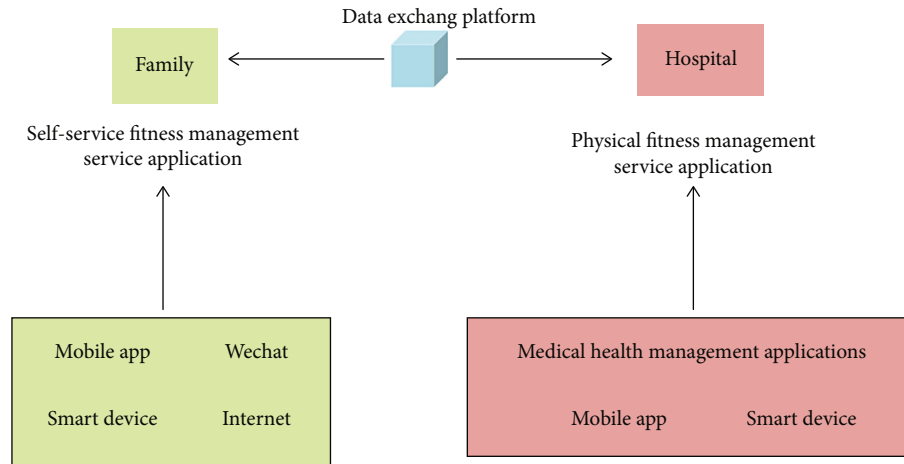 Data exchang platform
Family
Hospital
Self-service fitness management
service application
Physical fitness management
service application
Mobile app
Wechat
Smart device
Internet
Medical health management applications
Mobile app
Smart device